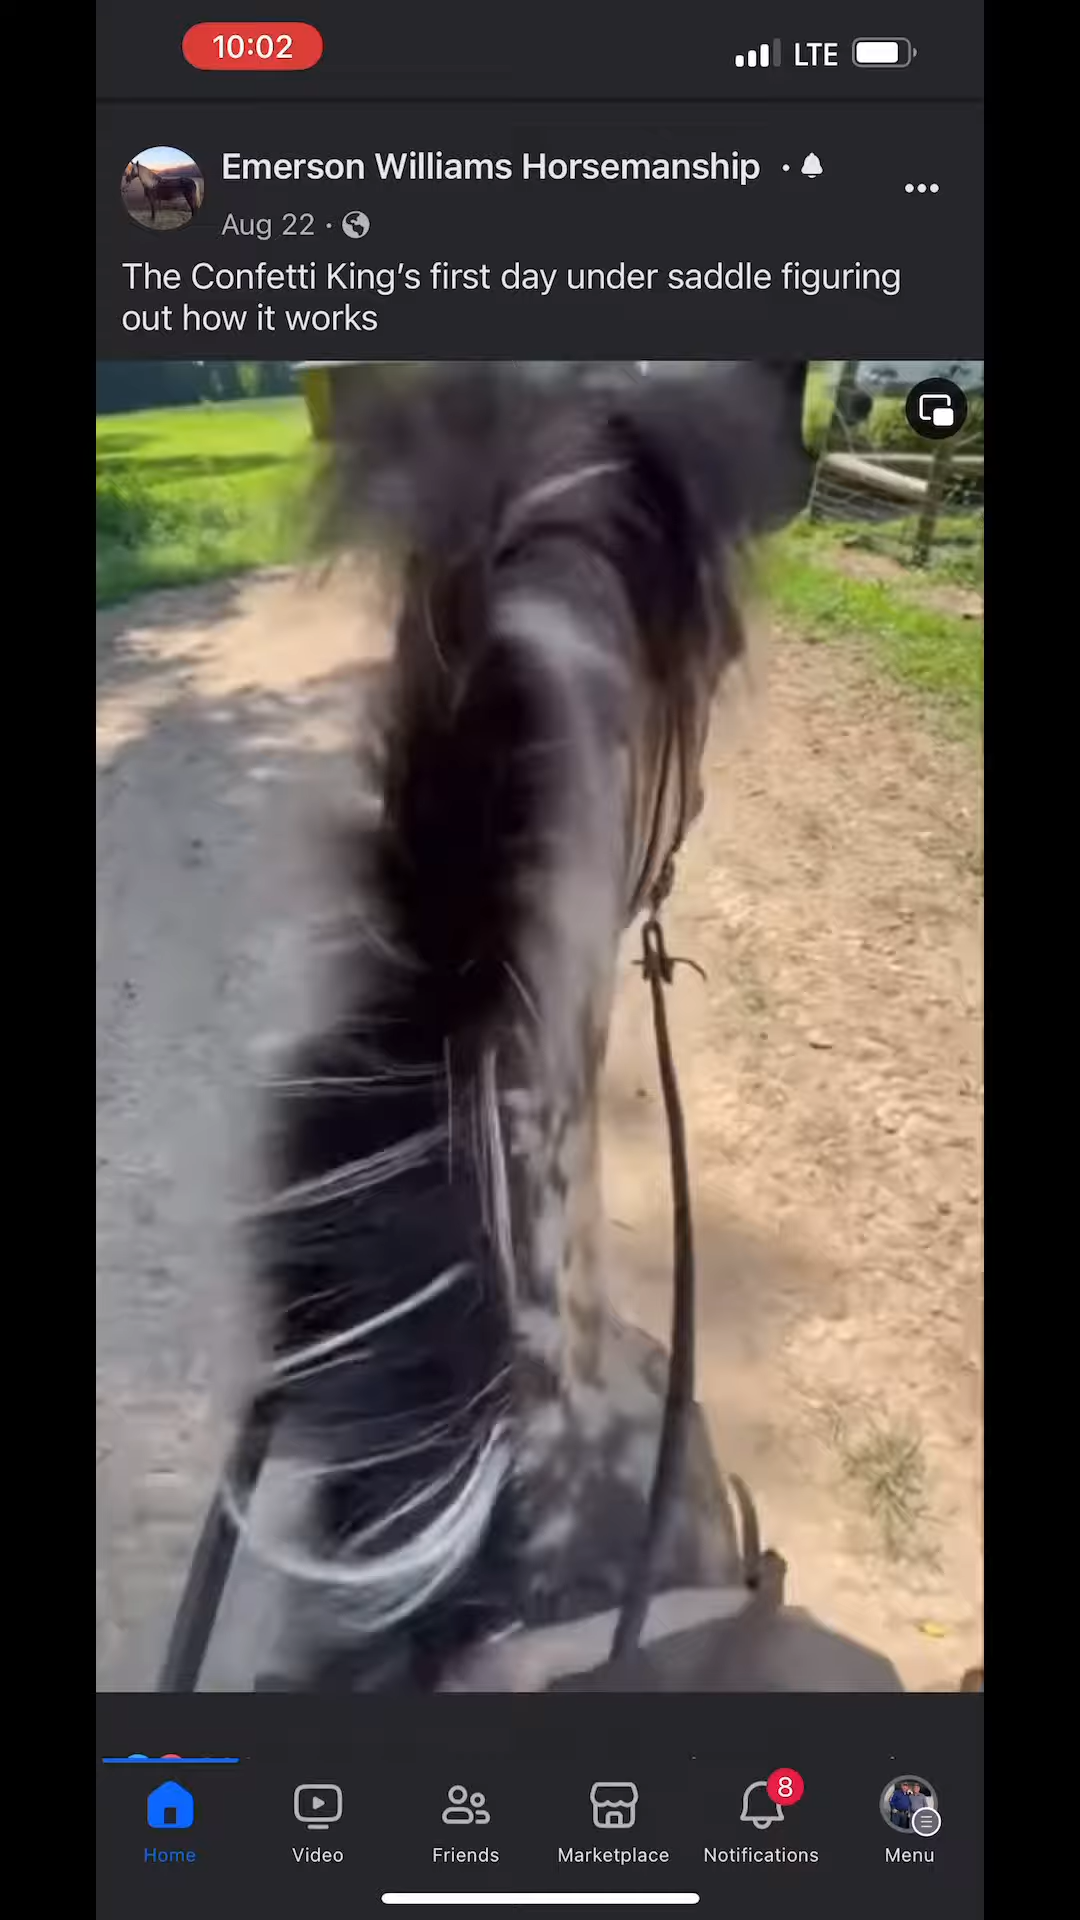 10:02
LTE
Emerson Williams Horsemanship ·
Aug 22 ·
The Confetti King’s first day under saddle figuring
out how it works
8
Home
Video
Friends
Marketplace
Notifications
Menu